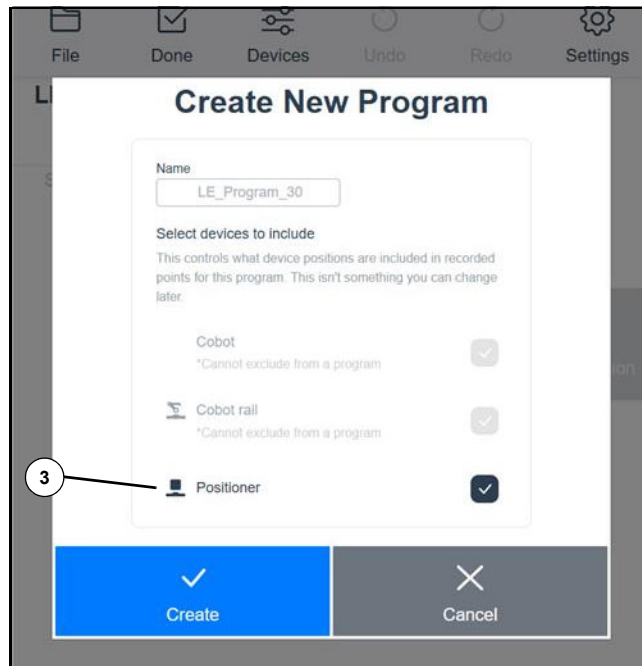 File Done Devices Undo Redo Settings
Create New Program
Name
LE_Program_30
Select devices to include
This controls what device positions are included in recorded
points for this program. This isn't something you can change
later.
Cobot
*Cannot exclude from a program
Cobot rail
*Cannot exclude from a program
3
Positioner
Create Cancel